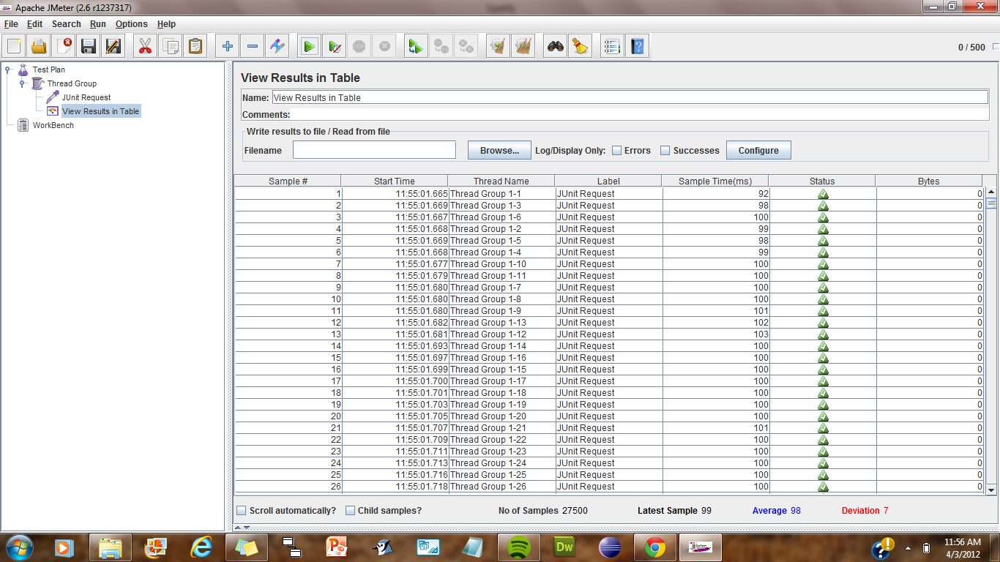 Apache JMeter (2.6 r1237317)
File Edit Search Run Options Help
0 / 500
Test Plan
Thread Group
JUnit Request
View Results in Table
WorkBench
View Results in Table
Name: View Results in Table
Comments:
Write results to file / Read from file
Filename Browse... Log/Display Only: Errors Successes Configure
Sample # Start Time Thread Name Label Sample Time(ms) Status Bytes
1 11:55:01.665 Thread Group 1-1 JUnit Request 92 0
2 11:55:01.669 Thread Group 1-3 JUnit Request 98 0
3 11:55:01.667 Thread Group 1-6 JUnit Request 100 0
4 11:55:01.668 Thread Group 1-2 JUnit Request 99 0
5 11:55:01.669 Thread Group 1-5 JUnit Request 98 0
6 11:55:01.668 Thread Group 1-4 JUnit Request 99 0
7 11:55:01.677 Thread Group 1-10 JUnit Request 100 0
8 11:55:01.679 Thread Group 1-11 JUnit Request 100 0
9 11:55:01.680 Thread Group 1-7 JUnit Request 100 0
10 11:55:01.680 Thread Group 1-8 JUnit Request 100 0
11 11:55:01.680 Thread Group 1-9 JUnit Request 101 0
12 11:55:01.682 Thread Group 1-13 JUnit Request 102 0
13 11:55:01.681 Thread Group 1-12 JUnit Request 103 0
14 11:55:01.693 Thread Group 1-14 JUnit Request 100 0
15 11:55:01.697 Thread Group 1-16 JUnit Request 100 0
16 11:55:01.699 Thread Group 1-15 JUnit Request 100 0
17 11:55:01.700 Thread Group 1-17 JUnit Request 100 0
18 11:55:01.701 Thread Group 1-18 JUnit Request 100 0
19 11:55:01.703 Thread Group 1-19 JUnit Request 100 0
20 11:55:01.705 Thread Group 1-20 JUnit Request 100 0
21 11:55:01.707 Thread Group 1-21 JUnit Request 101 0
22 11:55:01.709 Thread Group 1-22 JUnit Request 100 0
23 11:55:01.711 Thread Group 1-23 JUnit Request 100 0
24 11:55:01.713 Thread Group 1-24 JUnit Request 100 0
25 11:55:01.716 Thread Group 1-25 JUnit Request 100 0
26 11:55:01.718 Thread Group 1-26 JUnit Request 100 0
Scroll automatically? Child samples? No of Samples 27500 Latest Sample 99 Average 98 Deviation 7
Dw
JMeter
11:56 AM
4/3/2012